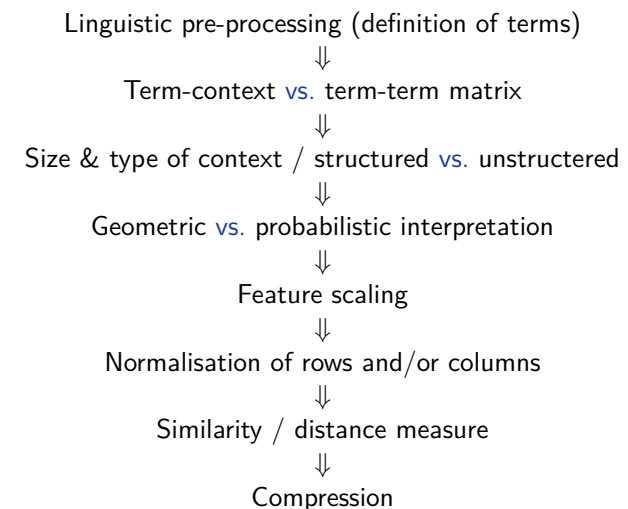 Linguistic pre-processing (definition of terms)
⇓
Term-context vs. term-term matrix
⇓
Size & type of context / structured vs. unstructered
⇓
Geometric vs. probabilistic interpretation
⇓
Feature scaling
⇓
Normalisation of rows and/or columns
⇓
Similarity / distance measure
⇓
Compression